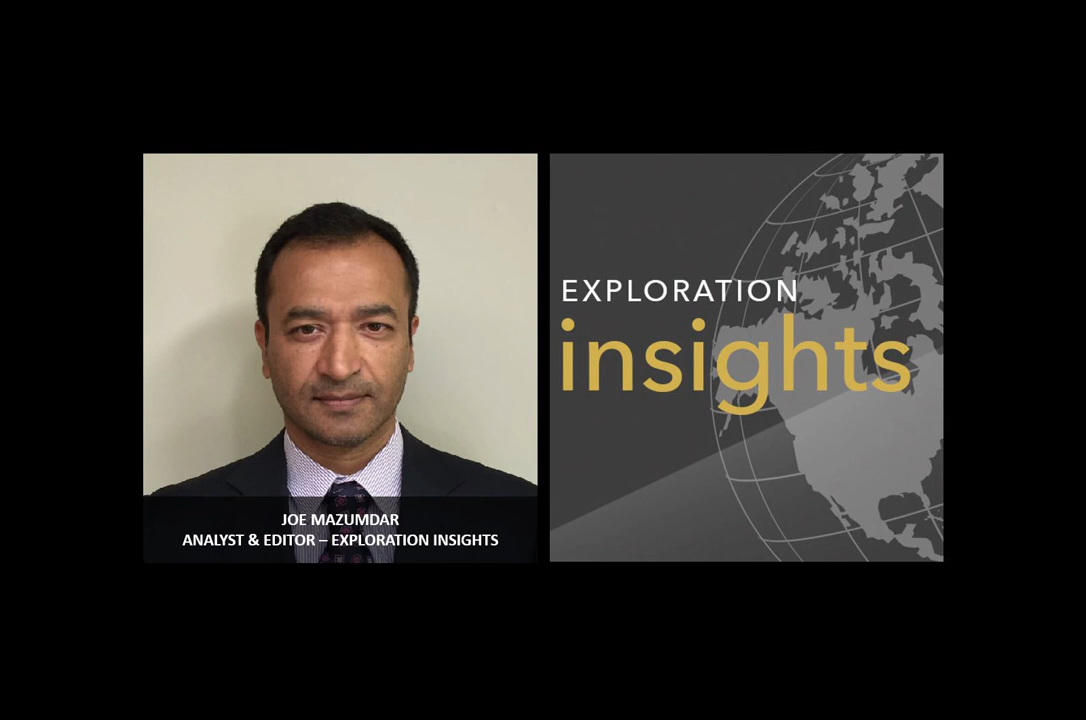 JOE MAZUMDAR
ANALYST & EDITOR – EXPLORATION INSIGHTS
EXPLORATION
insights